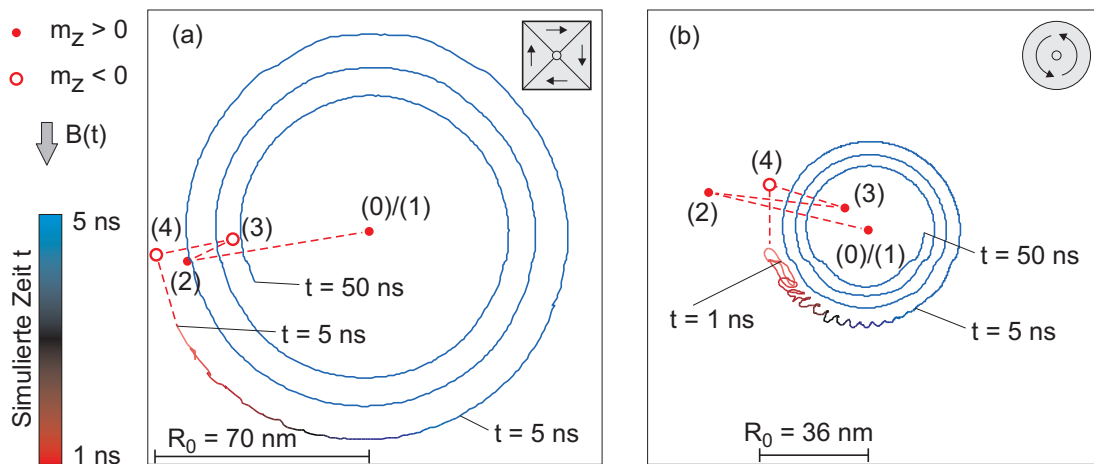 m_z > 0
m_z < 0
B(t)
5 ns
Simulierte Zeit t
1 ns
(a)
(0)/(1)
(4)
(3)
(2)
t = 50 ns
t = 5 ns
t = 5 ns
R_0 = 70 nm
(b)
(4)
(3)
(2)
(0)/(1)
t = 50 ns
t = 1 ns
t = 5 ns
R_0 = 36 nm